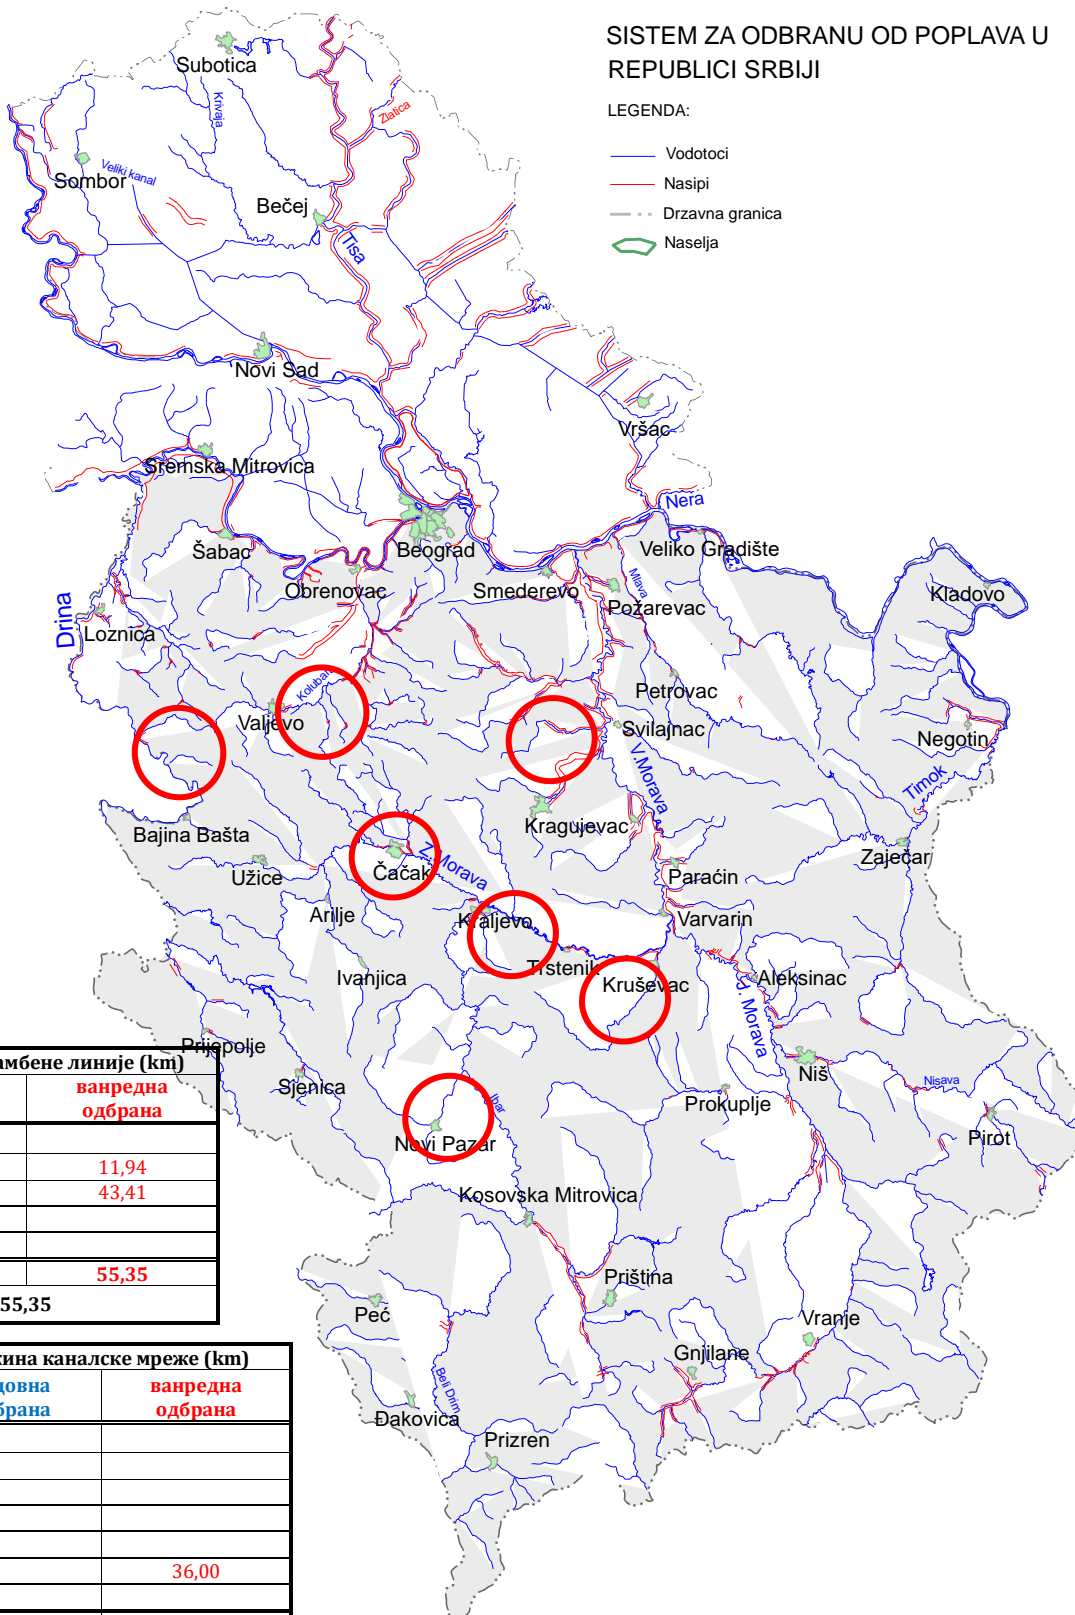 SISTEM ZA ODBRANU OD POPLAVA U
REPUBLICI SRBIJI
LEGENDA:
Vodotoci
Nasipi
Drzavna granica
Naselja
Subotica
Krivaja
Zlatica
Sombor
Veliki kanal
Bečej
Tisa
Novi Sad
Vršac
Sremska Mitrovica
Nera
Šabac
Beograd
Veliko Gradište
Obrenovac
Smederevo
Mlava
Požarevac
Kladovo
Drina
Loznica
Petrovac
Kolubar
Valjevo
Svilajnac
Negotin
V.Morava
Timok
Bajina Bašta
Kragujevac
Zaječar
Z.Morava
Čačak
Užice
Paraćin
Arilje
Kraljevo
Varvarin
Trstenik
Ivanjica
Kruševac
Aleksinac
J. Morava
Prijepolje
Sjenica
Niš
Nisava
Ibar
Prokuplje
Pirot
Novi Pazar
Kosovska Mitrovica
Priština
Peć
Vranje
Gnjilane
Beli Drim
Đakovica
Prizren
амбене линије (km)
ванредна
одбрана
11,94
43,41
55,35
55,35
ина каналске мреже (km)
довна
брана
ванредна
одбрана
36,00